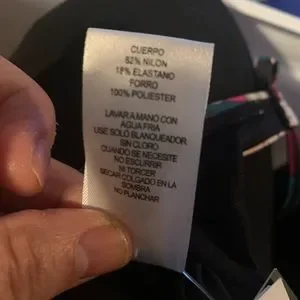 CUERPO
82% NILON
18% ELASTANO
FORRO
100% POLIESTER
LAVAR A MANO CON
AGUA FRIA
USE SOLO BLANQUEADOR
SIN CLORO
CUANDO SE NECESITE
NO ESCURRIR
NI TORCER
SECAR COLGADO EN LA
SOMBRA
NO PLANCHAR